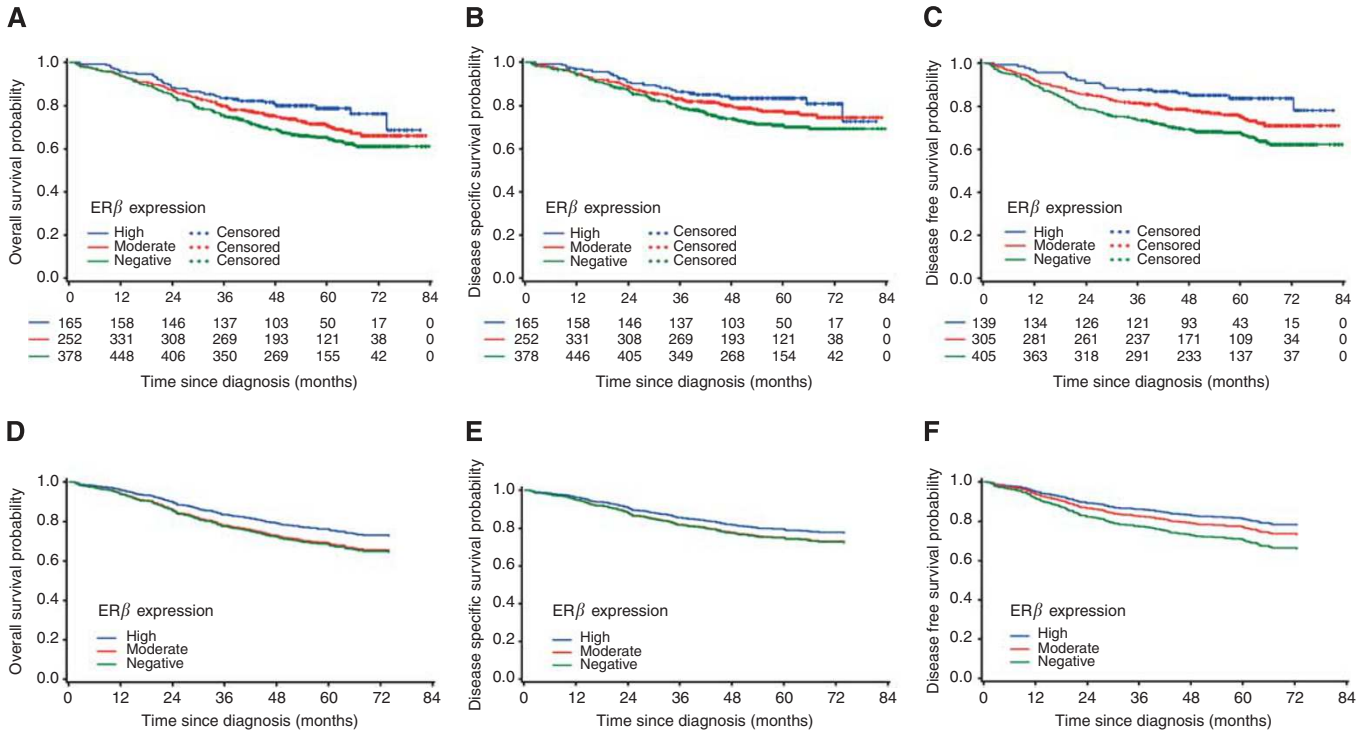 A
Overall survival probability
1.0
0.8
0.6
0.4
0.2
0.0
ERβ expression
High Censored
Moderate Censored
Negative Censored
0 12 24 36 48 60 72 84
165 158 146 137 103 50 17 0
252 331 308 269 193 121 38 0
378 448 406 350 269 155 42 0
Time since diagnosis (months)
B
Disease specific survival probability
1.0
0.8
0.6
0.4
0.2
0.0
ERβ expression
High Censored
Moderate Censored
Negative Censored
0 12 24 36 48 60 72 84
165 158 146 137 103 50 17 0
252 331 308 269 193 121 38 0
378 446 405 349 268 154 42 0
Time since diagnosis (months)
C
Disease free survival probability
1.0
0.8
0.6
0.4
0.2
0.0
ERβ expression
High Censored
Moderate Censored
Negative Censored
0 12 24 36 48 60 72 84
139 134 126 121 93 43 15 0
305 281 261 237 171 109 34 0
405 363 318 291 233 137 37 0
Time since diagnosis (months)
D
Overall survival probability
1.0
0.8
0.6
0.4
0.2
0.0
ERβ expression
High
Moderate
Negative
0 12 24 36 48 60 72 84
Time since diagnosis (months)
E
Disease specific survival probability
1.0
0.8
0.6
0.4
0.2
0.0
ERβ expression
High
Moderate
Negative
0 12 24 36 48 60 72 84
Time since diagnosis (months)
F
Disease free survival probability
1.0
0.8
0.6
0.4
0.2
0.0
ERβ expression
High
Moderate
Negative
0 12 24 36 48 60 72 84
Time since diagnosis (months)